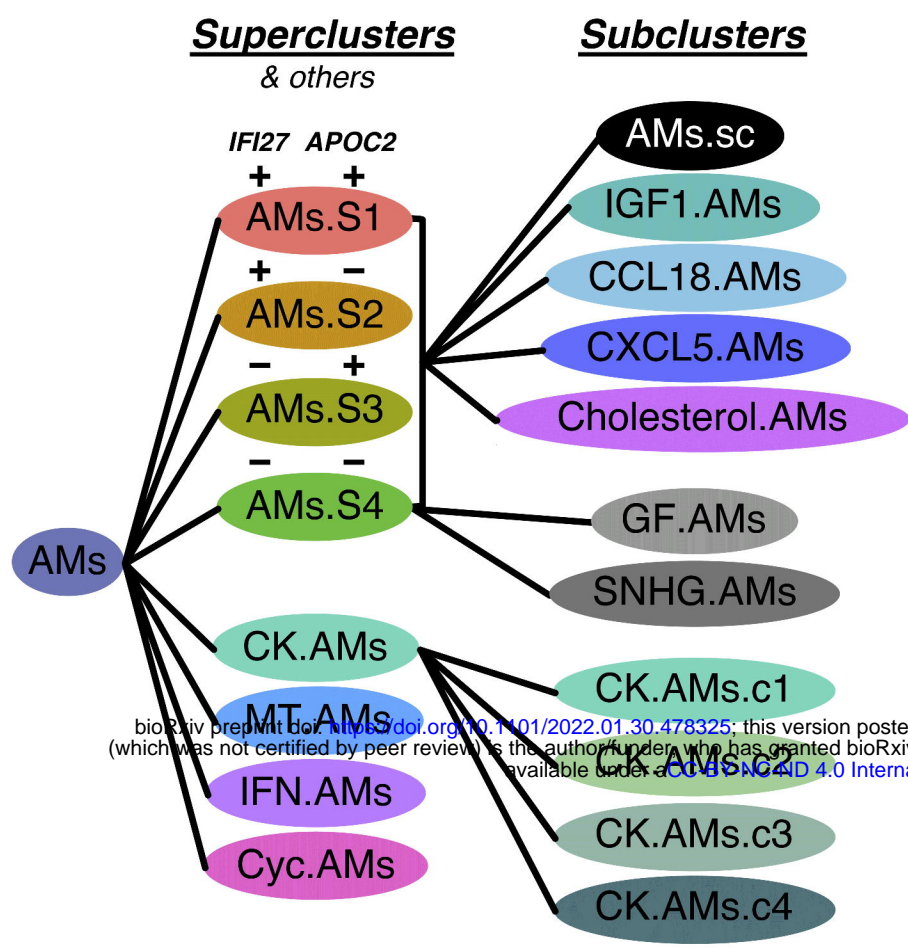 Superclusters
& others
IFI27 APOC2
+ +
AMs.S1
+ −
AMs.S2
− +
AMs.S3
− −
AMs.S4
AMs
CK.AMs
MT.AMs
IFN.AMs
Cyc.AMs
Subclusters
AMs.sc
IGF1.AMs
CCL18.AMs
CXCL5.AMs
Cholesterol.AMs
GF.AMs
SNHG.AMs
CK.AMs.c1
CK.AMs.c2
CK.AMs.c3
CK.AMs.c4
bioRxiv preprint doi: https://doi.org/10.1101/2022.01.30.478325; this version poste
(which was not certified by peer review) is the author/funder, who has granted bioRxiv
available under aCC-BY-NC-ND 4.0 Interna